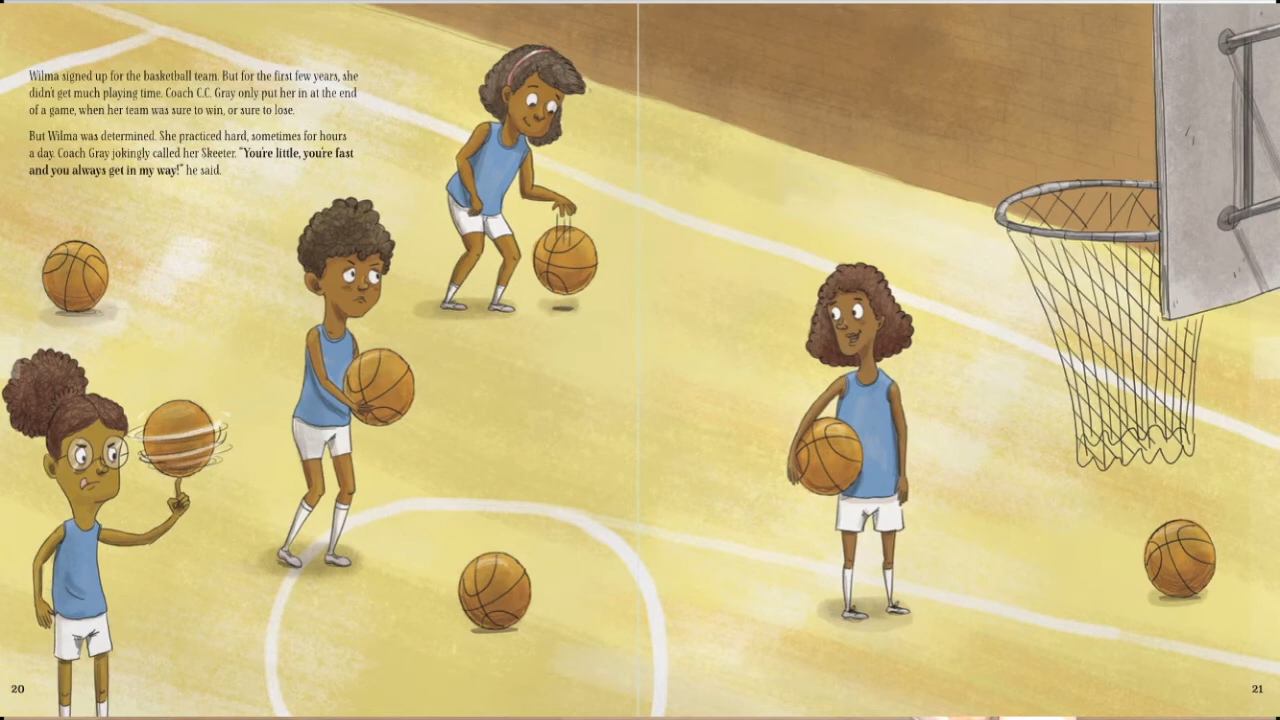 Wilma signed up for the basketball team. But for the first few years, she
didn't get much playing time. Coach C.C. Gray only put her in at the end
of a game, when her team was sure to win, or sure to lose.
But Wilma was determined. She practiced hard, sometimes for hours
a day. Coach Gray jokingly called her Skeeter. "You're little, you're fast
and you always get in my way!" he said.
20
21